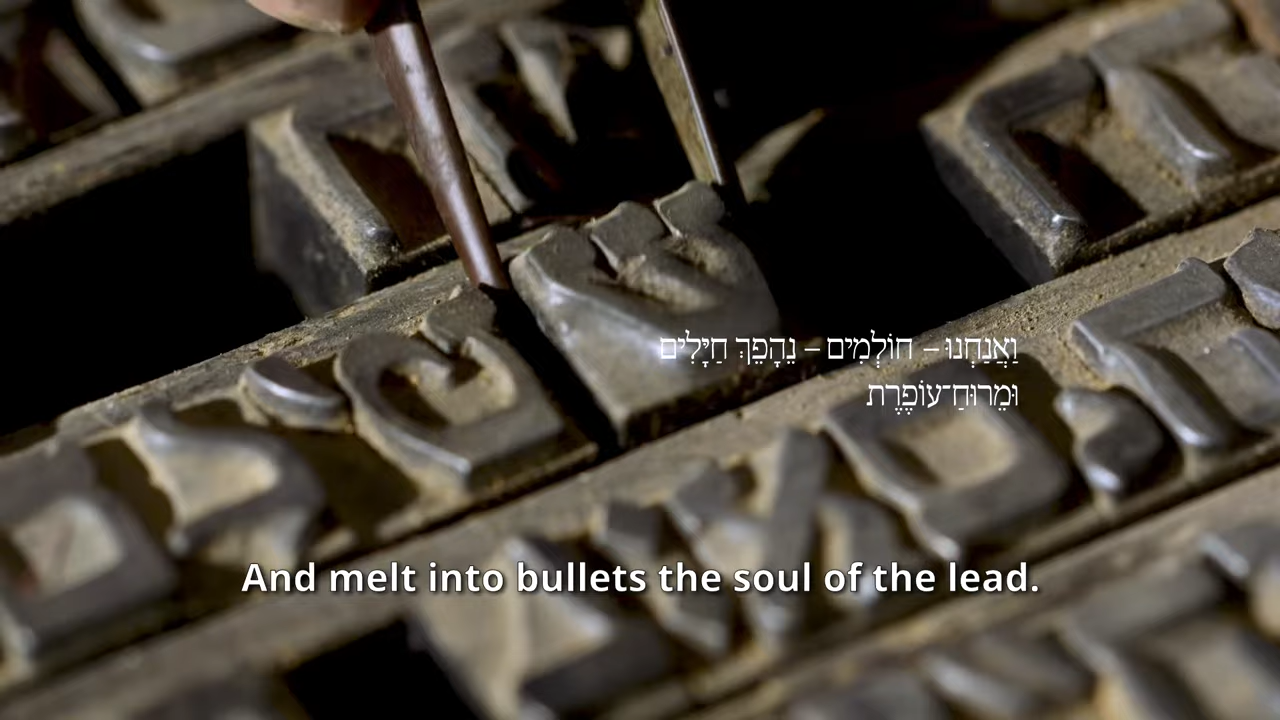 וַאֲנַחְנוּ – חוֹלְמִים – נֵהָפֵךְ חַיָּלִים
וּמֵרוּחַ־עוֹפֶרֶת
And melt into bullets the soul of the lead.